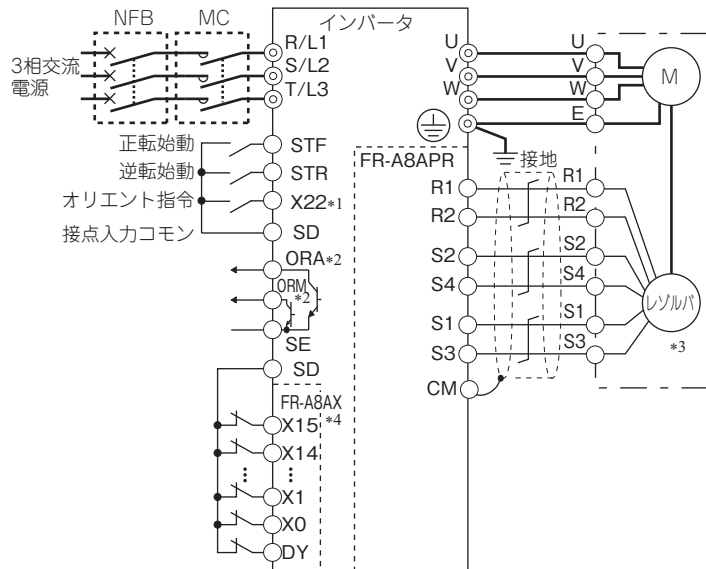 NFB MC
インバータ
3相交流
電源
R/L1
S/L2
T/L3
U
V
W
U
V
W
E
M
正転始動
逆転始動
オリエント指令
接点入力コモン
STF
STR
X22*1
SD
ORA*2
ORM*2
SE
SD
FR-A8AX
*4
X15
X14
X1
X0
DY
接地
FR-A8APR
R1
R2
S2
S4
S1
S3
CM
R1
R2
S2
S4
S1
S3
レゾルバ
*3